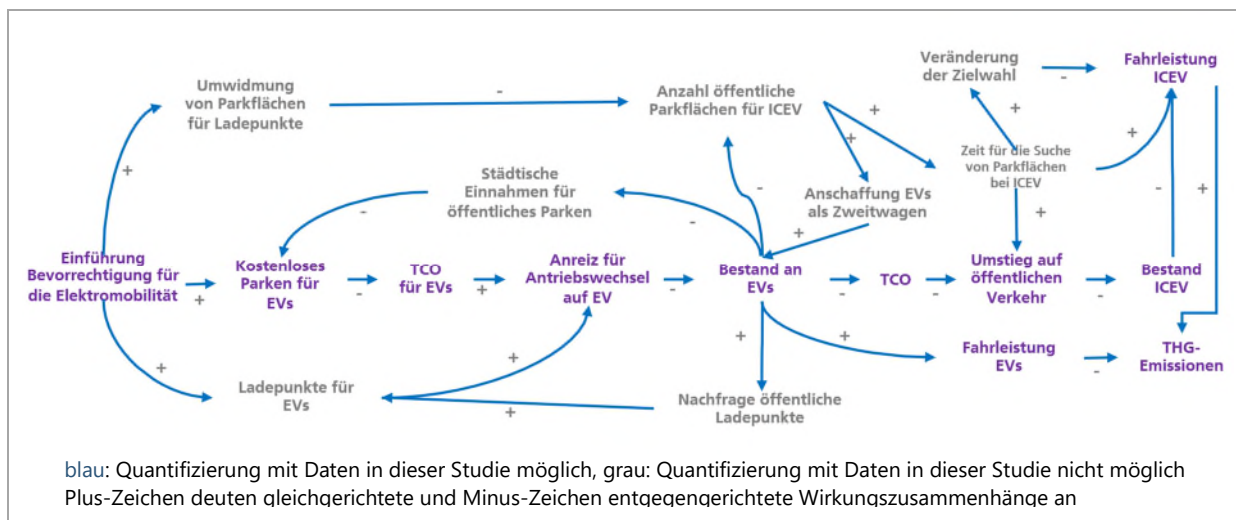 Veränderung
der Zielwahl
-
Fahrleistung
ICEV
Umwidmung
von Parkflächen
für Ladepunkte
-
Anzahl öffentliche
Parkflächen für ICEV
+
+
+
+
+
Zeit für die Suche
von Parkflächen
bei ICEV
+
-
+
Städtische
Einnahmen für
öffentliches Parken
-
-
-
Anschaffung EVs
als Zweitwagen
+
+
Einführung
Bevorrechtigung für
die Elektromobilität
+
Kostenloses
Parken für
EVs
-
TCO
für EVs
+
Anreiz für
Antriebswechsel
auf EV
-
Bestand an
EVs
-
TCO
-
Umstieg auf
öffentlichen
Verkehr
-
Bestand
ICEV
+
+
+
+
Fahrleistung
EVs
-
THG-
Emissionen
Ladepunkte für
EVs
+
Nachfrage öffentliche
Ladepunkte
blau: Quantifizierung mit Daten in dieser Studie möglich, grau: Quantifizierung mit Daten in dieser Studie nicht möglich
Plus-Zeichen deuten gleichgerichtete und Minus-Zeichen entgegengerichtete Wirkungszusammenhänge an